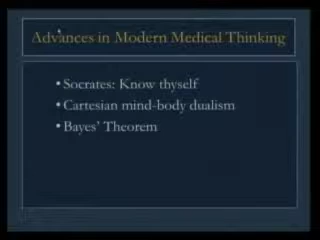 Advances in Modern Medical Thinking
• Socrates: Know thyself
• Cartesian mind-body dualism
• Bayes' Theorem